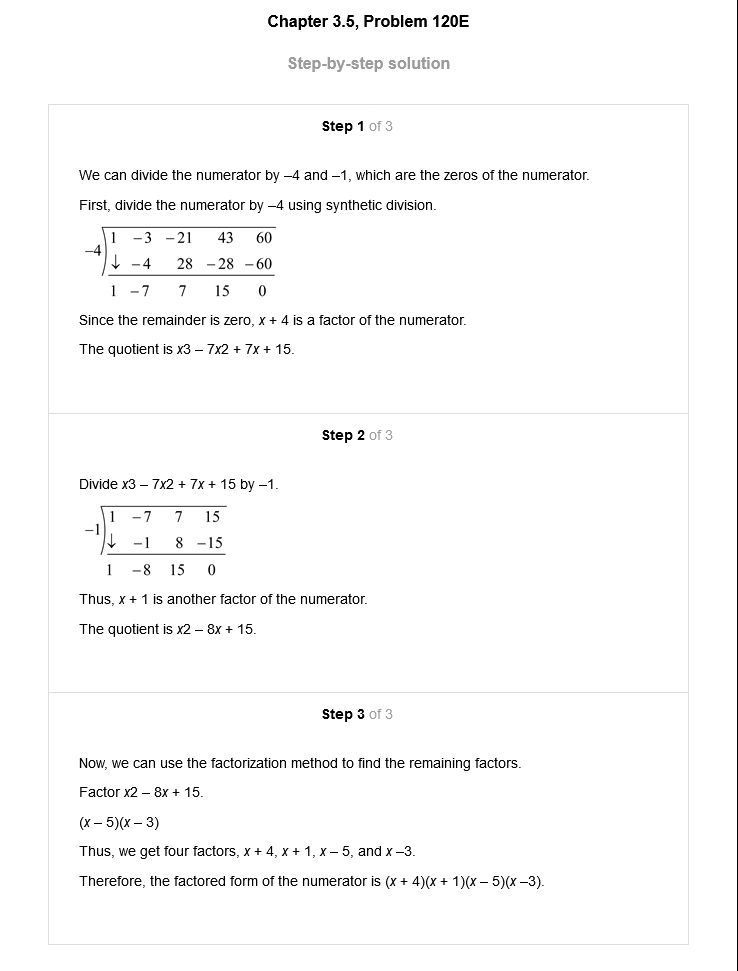 Chapter 3.5, Problem 120E
Step-by-step solution
Step 1 of 3
We can divide the numerator by –4 and –1, which are the zeros of the numerator.
First, divide the numerator by –4 using synthetic division.
1 −3 −21 43 60
−4
↓ −4 28 −28 −60
1 −7 7 15 0
Since the remainder is zero, x + 4 is a factor of the numerator.
The quotient is x3 – 7x2 + 7x + 15.
Step 2 of 3
Divide x3 – 7x2 + 7x + 15 by –1.
1 −7 7 15
−1
↓ −1 8 −15
1 −8 15 0
Thus, x + 1 is another factor of the numerator.
The quotient is x2 – 8x + 15.
Step 3 of 3
Now, we can use the factorization method to find the remaining factors.
Factor x2 – 8x + 15.
(x – 5)(x – 3)
Thus, we get four factors, x + 4, x + 1, x – 5, and x –3.
Therefore, the factored form of the numerator is (x + 4)(x + 1)(x – 5)(x –3).